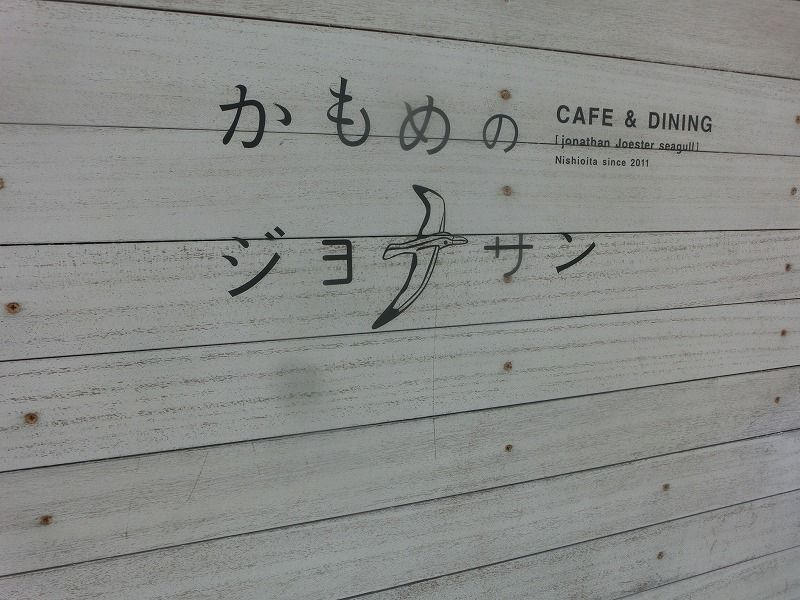 かもめの
CAFE & DINING
「jonathan Joester seagull」
Nishioita since 2011
ジョナサン